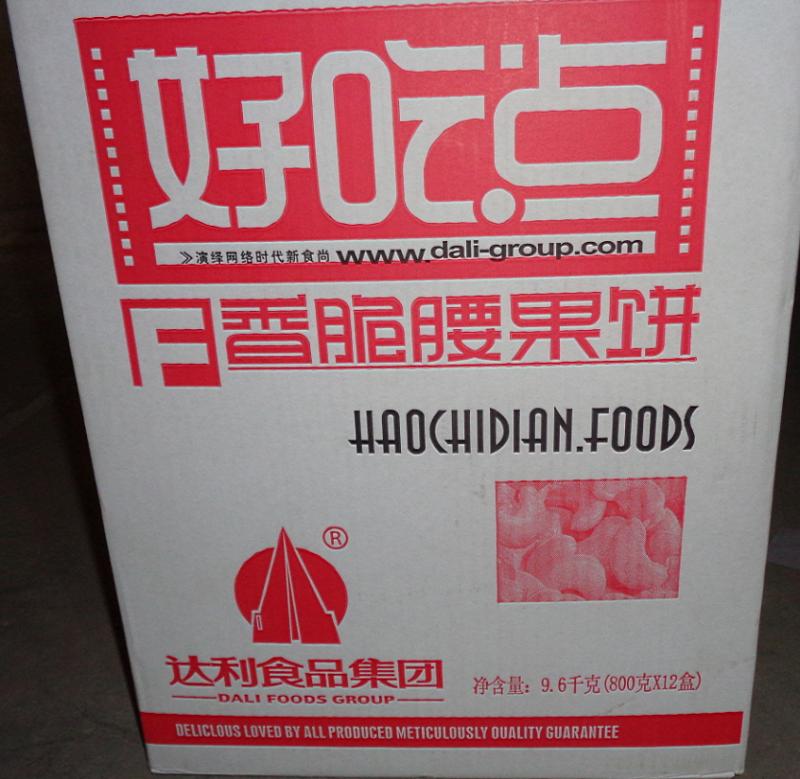 好吃点
演绎网络时代新食尚 www.dali-group.com
香脆腰果饼
HAOCHIDIAN.FOODS
®
达利食品集团
DALI FOODS GROUP
净含量: 9.6千克(800克X12盒)
DELICLOUS LOVED BY ALL PRODUCED METICULOUSLY QUALITY GUARANTEE